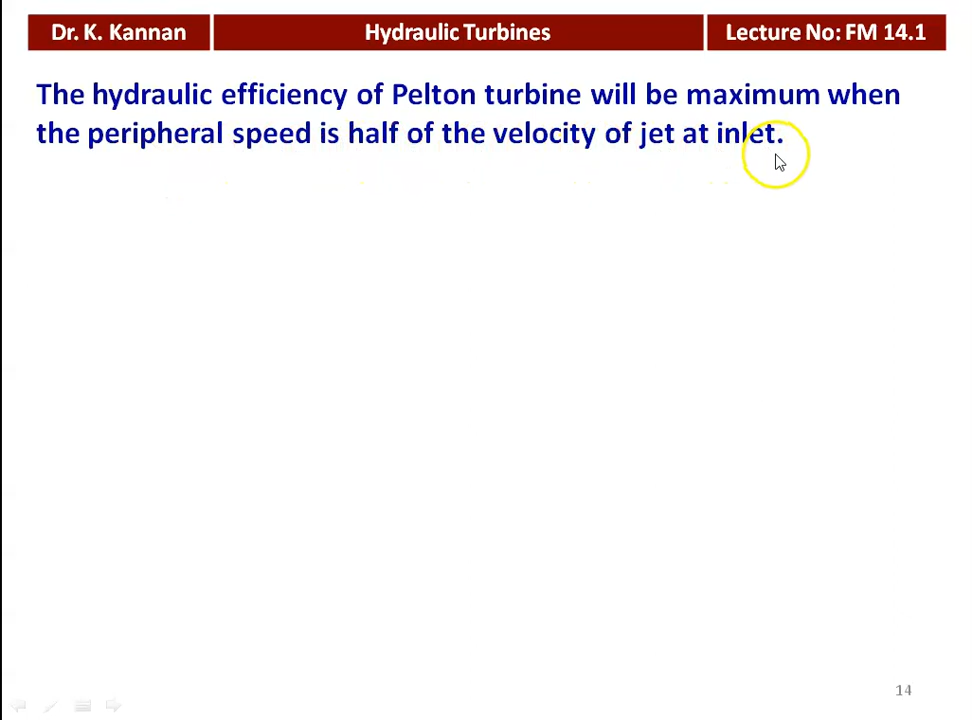 Dr. K. Kannan
Hydraulic Turbines
Lecture No: FM 14.1
The hydraulic efficiency of Pelton turbine will be maximum when
the peripheral speed is half of the velocity of jet at inlet.
14